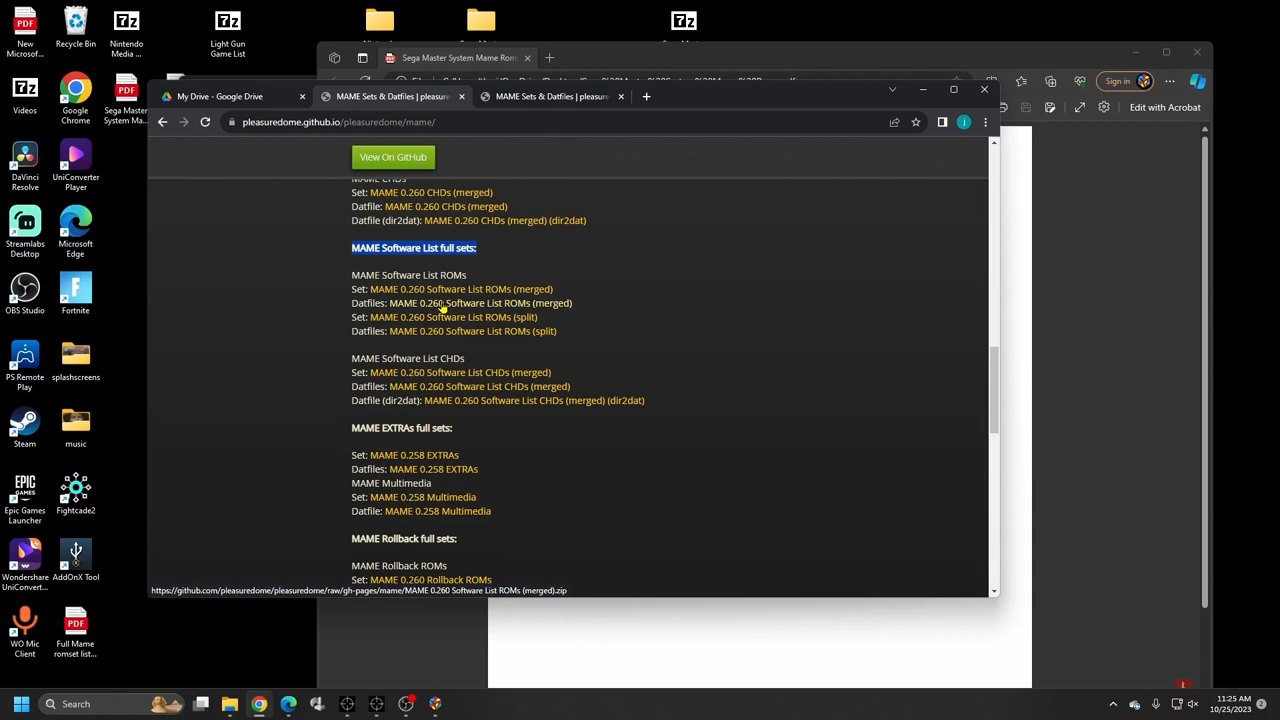 New Microsof...
Recycle Bin
Nintendo Media ...
Light Gun Game List
Videos
Google Chrome
Sega Master System Ma...
DaVinci Resolve
UniConverter Player
Streamlabs Desktop
Microsoft Edge
OBS Studio
Fortnite
PS Remote Play
splashscreens
Steam
music
Epic Games Launcher
Fightcade2
Wondershare UniConvert...
AddOnX Tool
WO Mic Client
Full Mame romset list...
Sega Master System Mame Rom
Sign in
Edit with Acrobat
My Drive - Google Drive
MAME Sets & Datfiles | pleasure
MAME Sets & Datfiles | pleasure
pleasuredome.github.io/pleasuredome/mame/
View On GitHub
MAME CHDs
Set: MAME 0.260 CHDs (merged)
Datfile: MAME 0.260 CHDs (merged)
Datfile (dir2dat): MAME 0.260 CHDs (merged) (dir2dat)
MAME Software List full sets:
MAME Software List ROMs
Set: MAME 0.260 Software List ROMs (merged)
Datfiles: MAME 0.260 Software List ROMs (merged)
Set: MAME 0.260 Software List ROMs (split)
Datfiles: MAME 0.260 Software List ROMs (split)
MAME Software List CHDs
Set: MAME 0.260 Software List CHDs (merged)
Datfiles: MAME 0.260 Software List CHDs (merged)
Datfile (dir2dat): MAME 0.260 Software List CHDs (merged) (dir2dat)
MAME EXTRAs full sets:
Set: MAME 0.258 EXTRAs
Datfiles: MAME 0.258 EXTRAs
MAME Multimedia
Set: MAME 0.258 Multimedia
Datfile: MAME 0.258 Multimedia
MAME Rollback full sets:
MAME Rollback ROMs
Set: MAME 0.260 Rollback ROMs
https://github.com/pleasuredome/pleasuredome/raw/gh-pages/mame/MAME 0.260 Software List ROMs (merged).zip
Search
11:25 AM
10/25/2023